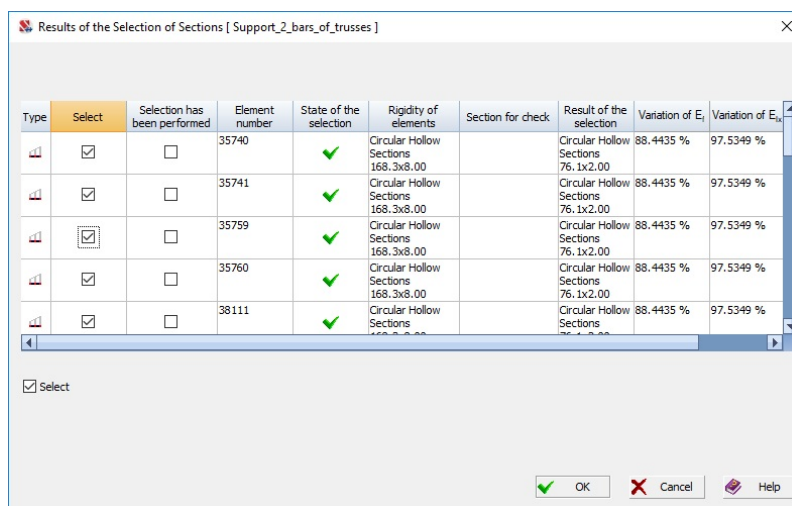 Results of the Selection of Sections [ Support_2_bars_of_trusses ]
Type Select Selection has been performed Element number State of the selection Rigidity of elements Section for check Result of the selection Variation of Ef Variation of EIx
35740 Circular Hollow Sections 168.3x8.00 Circular Hollow Sections 76.1x2.00 88.4435 % 97.5349 %
35741 Circular Hollow Sections 168.3x8.00 Circular Hollow Sections 76.1x2.00 88.4435 % 97.5349 %
35759 Circular Hollow Sections 168.3x8.00 Circular Hollow Sections 76.1x2.00 88.4435 % 97.5349 %
35760 Circular Hollow Sections 168.3x8.00 Circular Hollow Sections 76.1x2.00 88.4435 % 97.5349 %
38111 Circular Hollow Sections Circular Hollow Sections 88.4435 % 97.5349 %
Select
OK Cancel Help